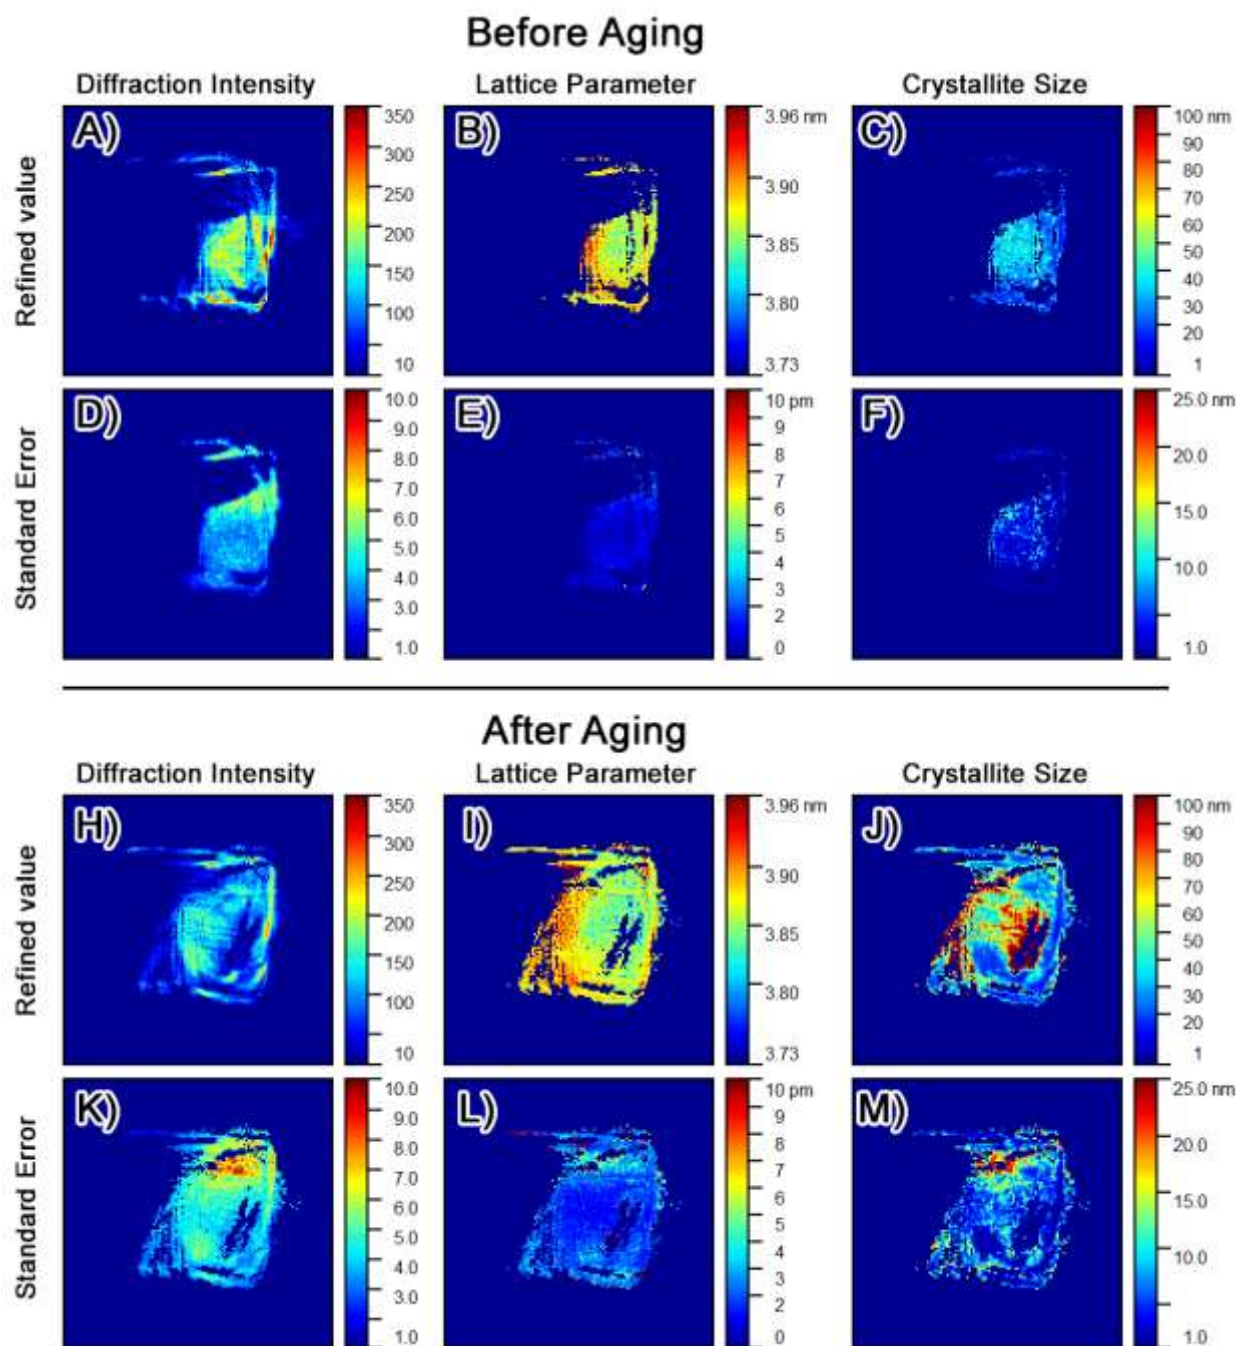 Before Aging
Diffraction Intensity
Lattice Parameter
Crystallite Size
Refined value
A)
350
300
250
200
150
100
10
B)
3.96 nm
3.90
3.85
3.80
3.73
C)
100 nm
90
80
70
60
50
40
30
20
1
Standard Error
D)
10.0
9.0
8.0
7.0
6.0
5.0
4.0
3.0
1.0
E)
10 pm
9
8
7
6
5
4
3
2
0
F)
25.0 nm
20.0
15.0
10.0
1.0
After Aging
Diffraction Intensity
Lattice Parameter
Crystallite Size
Refined value
H)
350
300
250
200
150
100
10
I)
3.96 nm
3.90
3.85
3.80
3.73
J)
100 nm
90
80
70
60
50
40
30
20
1
Standard Error
K)
10.0
9.0
8.0
7.0
6.0
5.0
4.0
3.0
1.0
L)
10 pm
9
8
7
6
5
4
3
2
0
M)
25.0 nm
20.0
15.0
10.0
1.0